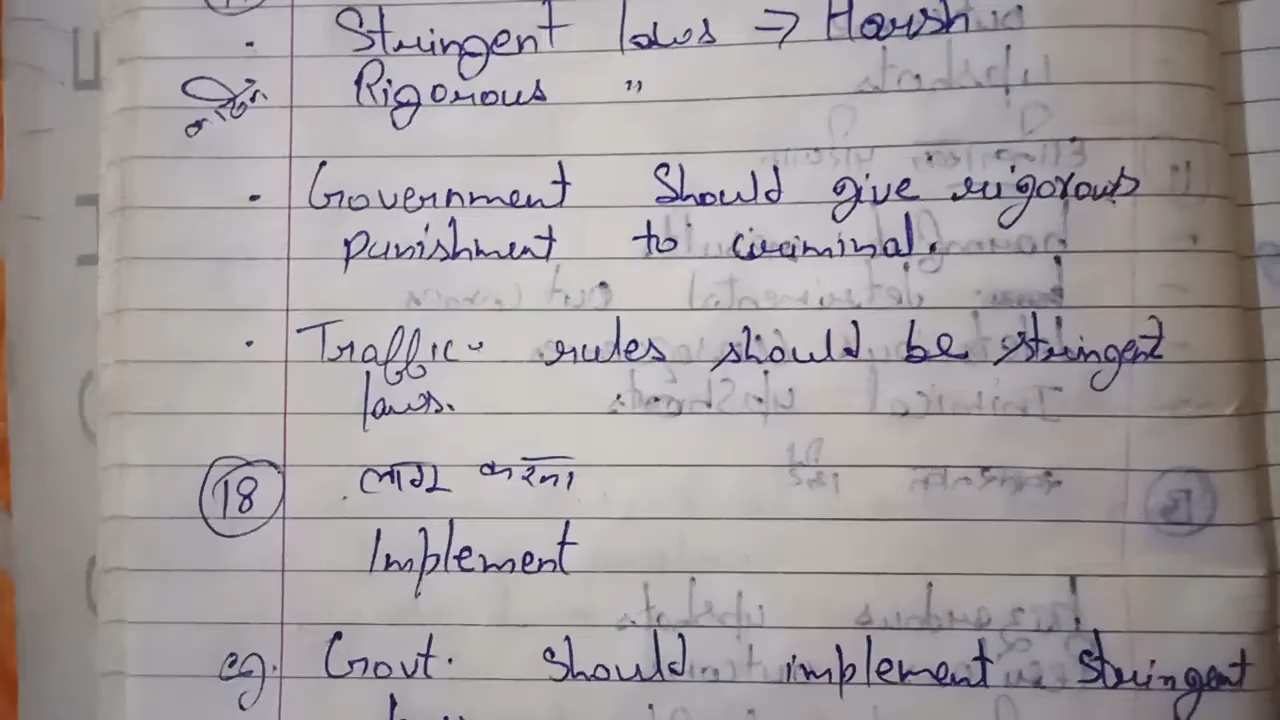 • Stringent laws → Harsh
कठोर Rigorous "
• Government should give rigorous
punishment to criminal.
• Traffic rules should be stringent
laws.
18 लागू करना
Implement
eg. Govt. should implement stringent